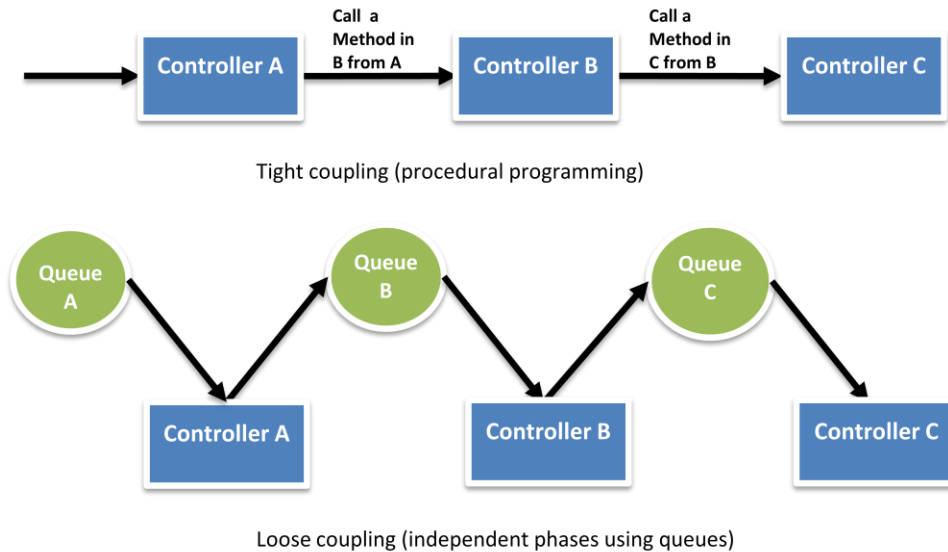 Call a
Method in
B from A
Call a
Method in
C from B
Controller A
Controller B
Controller C
Tight coupling (procedural programming)
Queue
A
Queue
B
Queue
C
Controller A
Controller B
Controller C
Loose coupling (independent phases using queues)